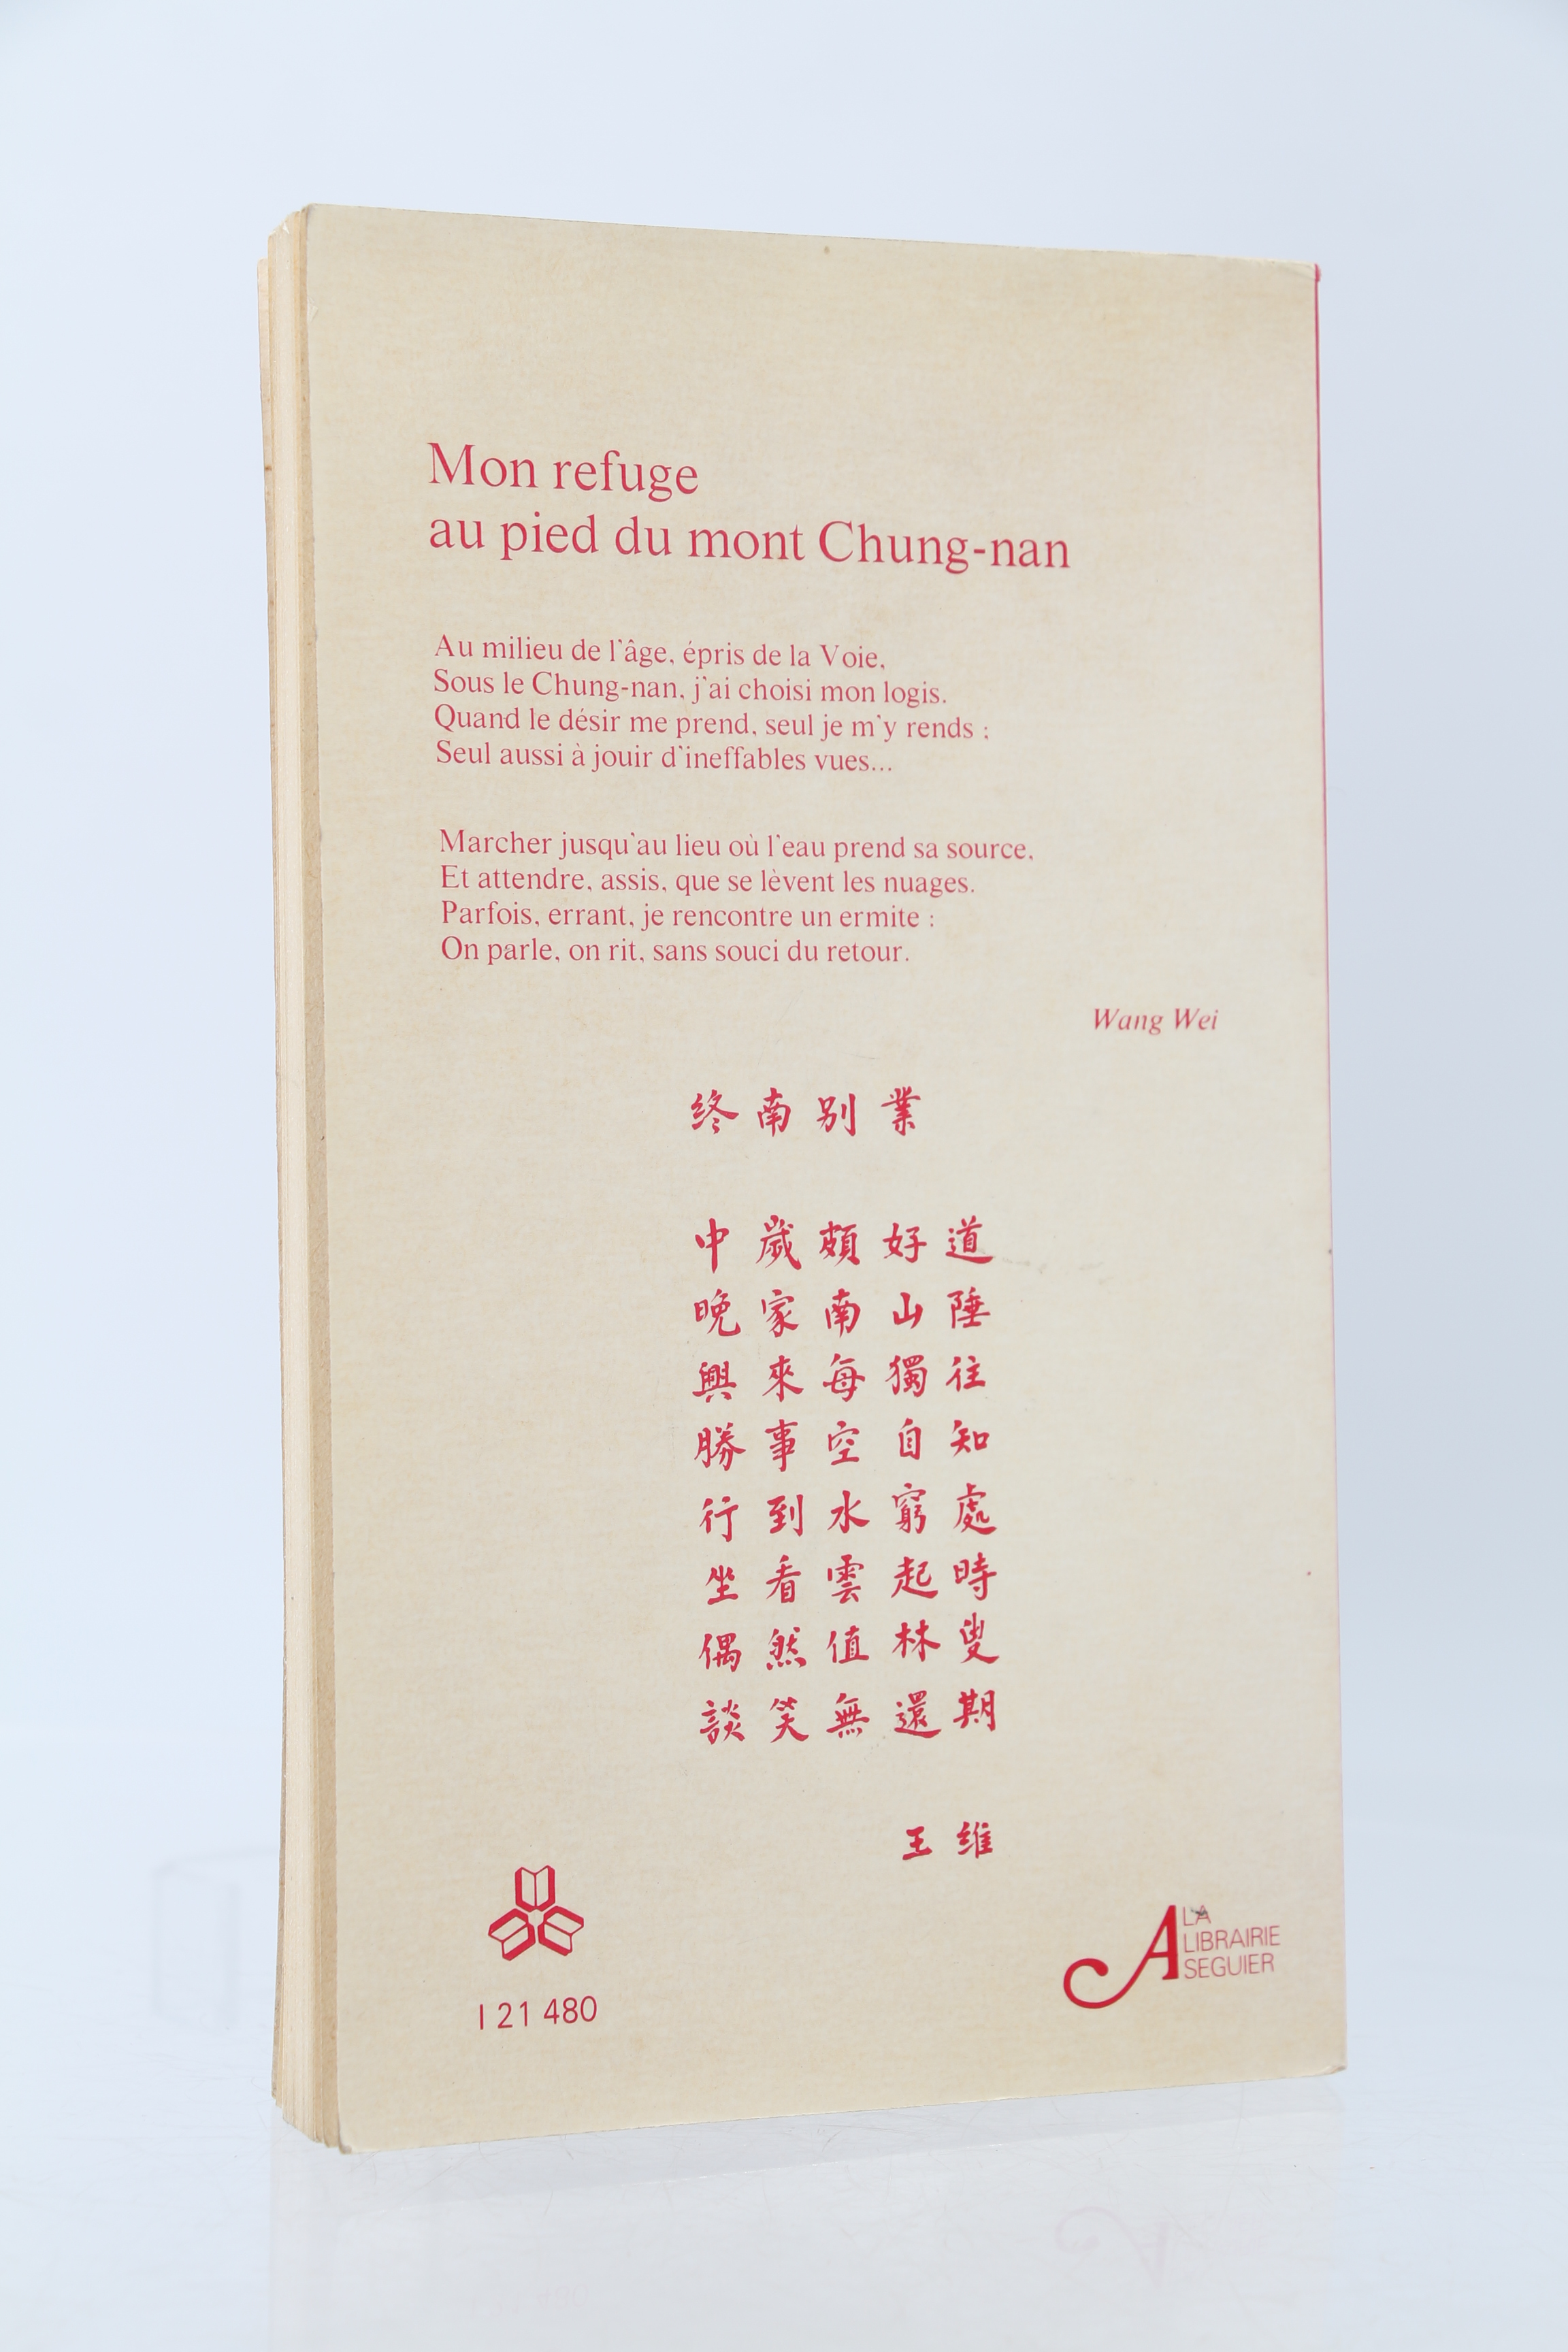 Mon refuge
au pied du mont Chung-nan
Au milieu de l'âge, épris de la Voie,
Sous le Chung-nan, j'ai choisi mon logis.
Quand le désir me prend, seul je m'y rends ;
Seul aussi à jouir d'ineffables vues...
Marcher jusqu'au lieu où l'eau prend sa source,
Et attendre, assis, que se lèvent les nuages.
Parfois, errant, je rencontre un ermite :
On parle, on rit, sans souci du retour.
Wang Wei
终南别業
中歲頗好道
晚家南山陲
興來每獨往
勝事空自知
行到水窮處
坐看雲起時
偶然值林叟
談笑無還期
王维
I 21 480
A LA
LIBRAIRIE
SEGUIER